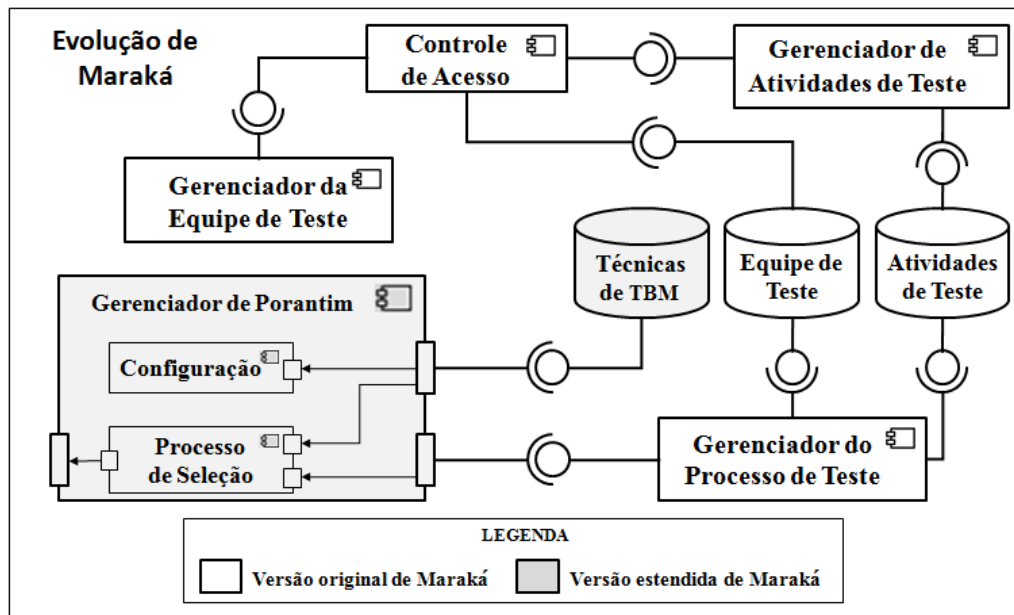 Evolução de
Maraká
Controle
de Acesso
Gerenciador de
Atividades de Teste
Gerenciador da
Equipe de Teste
Técnicas
de TBM
Equipe de
Teste
Atividades
de Teste
Gerenciador de Porantim
Configuração
Processo
de Seleção
Gerenciador do
Processo de Teste
LEGENDA
Versão original de Maraká
Versão estendida de Maraká